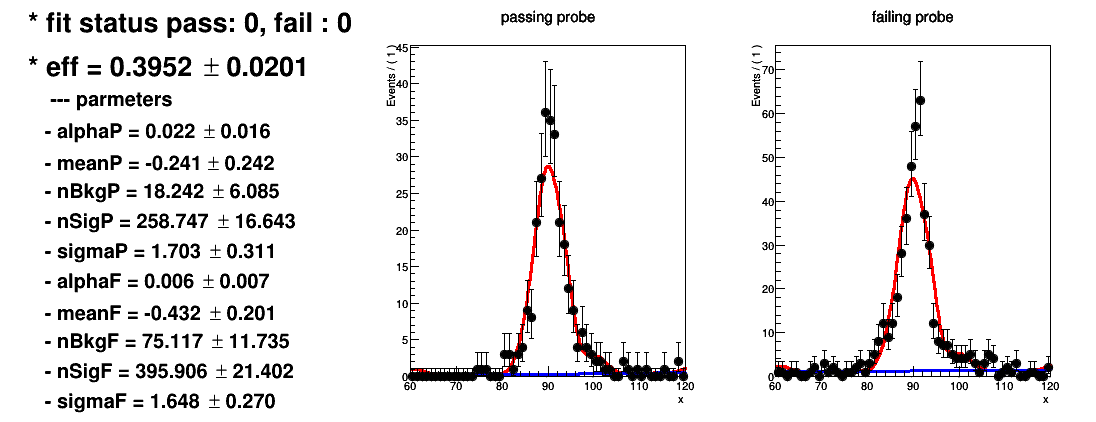 * fit status pass: 0, fail : 0
* eff = 0.3952 ± 0.0201
--- parmeters
- alphaP = 0.022 ± 0.016
- meanP = -0.241 ± 0.242
- nBkgP = 18.242 ± 6.085
- nSigP = 258.747 ± 16.643
- sigmaP = 1.703 ± 0.311
- alphaF = 0.006 ± 0.007
- meanF = -0.432 ± 0.201
- nBkgF = 75.117 ± 11.735
- nSigF = 395.906 ± 21.402
- sigmaF = 1.648 ± 0.270
passing probe
Events / ( 1 )
45
40
35
30
25
20
15
10
5
0
60 70 80 90 100 110 120
x
failing probe
Events / ( 1 )
70
60
50
40
30
20
10
0
60 70 80 90 100 110 120
x